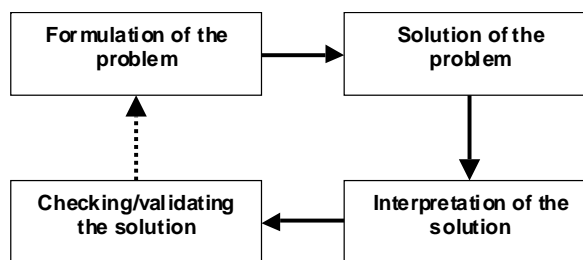 Formulation of the
problem
Solution of the
problem
Checking/validating
the solution
Interpretation of the
solution